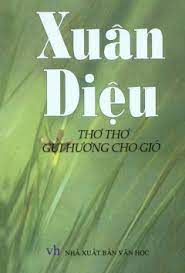 Xuân
Diệu
THƠ THƠ
GỬI HƯƠNG CHO GIÓ
vh NHÀ XUẤT BẢN VĂN HỌC